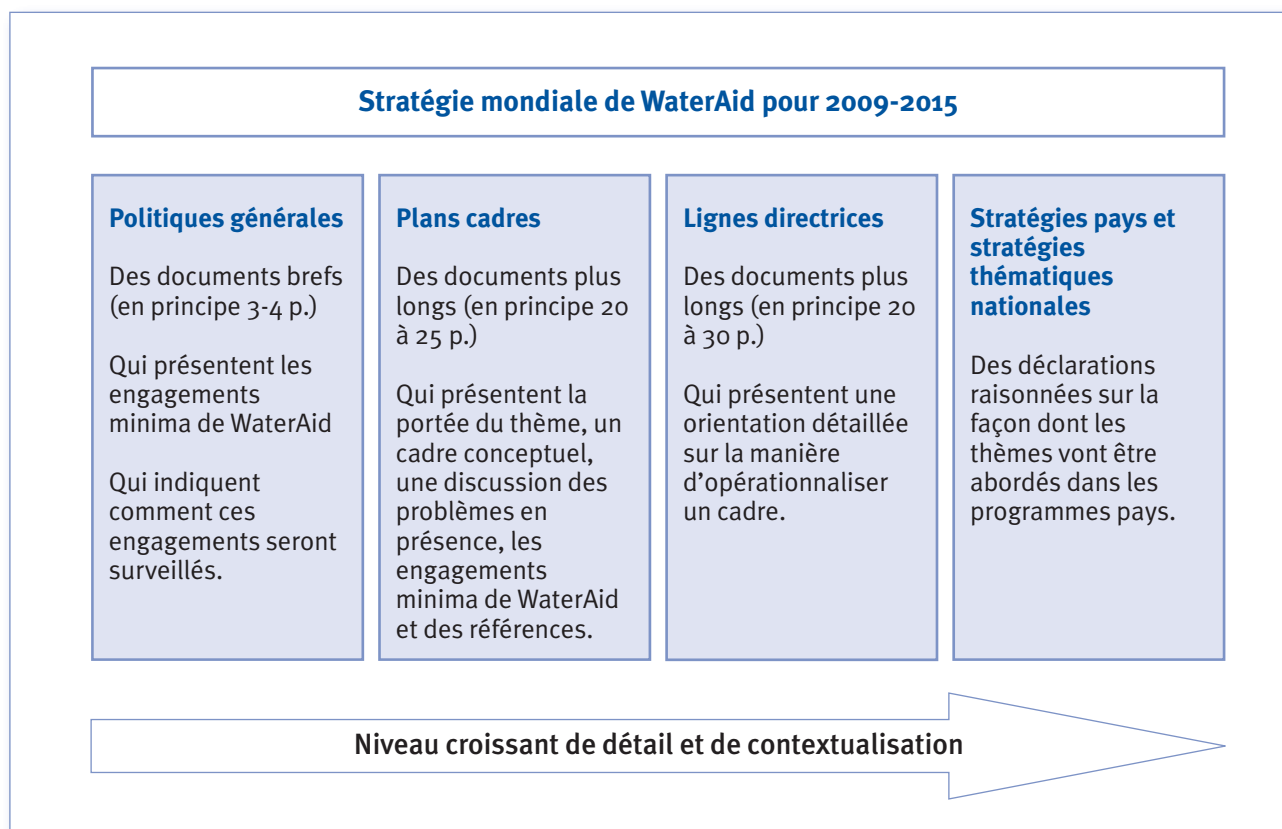 Stratégie mondiale de WaterAid pour 2009-2015
Politiques générales
Des documents brefs
(en principe 3-4 p.)
Qui présentent les
engagements
minima de WaterAid
Qui indiquent
comment ces
engagements seront
surveillés.
Plans cadres
Des documents plus
longs (en principe 20
à 25 p.)
Qui présentent la
portée du thème, un
cadre conceptuel,
une discussion des
problèmes en
présence, les
engagements
minima de WaterAid
et des références.
Lignes directrices
Des documents plus
longs (en principe 20
à 30 p.)
Qui présentent une
orientation détaillée
sur la manière
d’opérationnaliser
un cadre.
Stratégies pays et
stratégies
thématiques
nationales
Des déclarations
raisonnées sur la
façon dont les
thèmes vont être
abordés dans les
programmes pays.
Niveau croissant de détail et de contextualisation